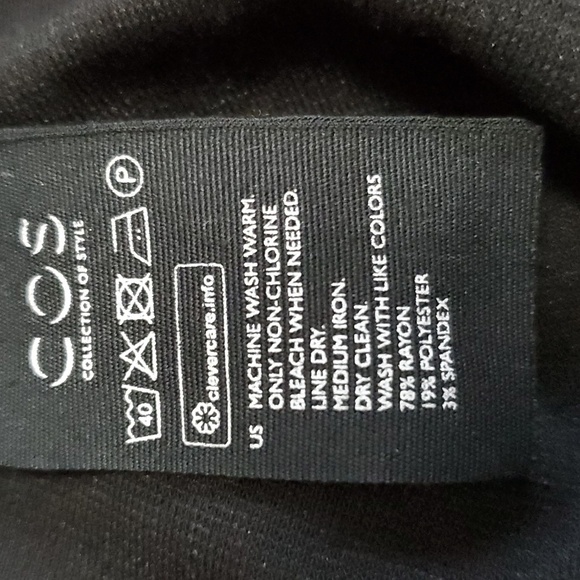 COS
COLLECTION OF STYLE
40
P
clevercare.info
US MACHINE WASH WARM.
ONLY NON-CHLORINE
BLEACH WHEN NEEDED.
LINE DRY.
MEDIUM IRON.
DRY CLEAN.
WASH WITH LIKE COLORS
78% RAYON
19% POLYESTER
3% SPANDEX